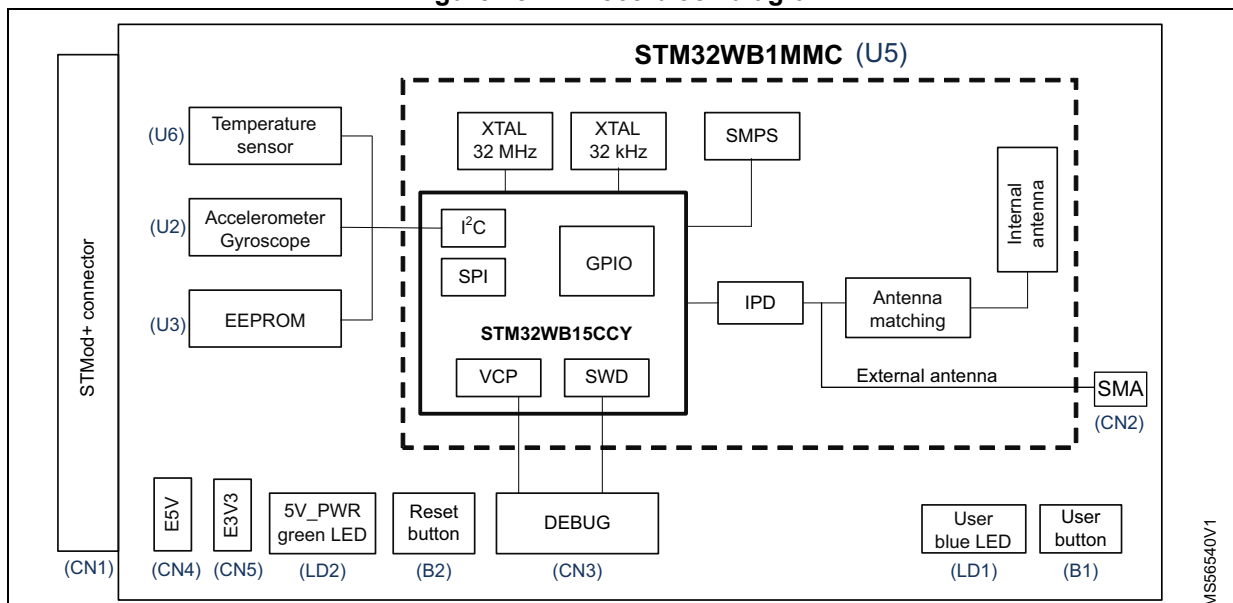 STM32WB1MMC (U5)
STMod+ connector
(CN1)
(U6)
Temperature
sensor
(U2)
Accelerometer
Gyroscope
(U3)
EEPROM
XTAL
32 MHz
XTAL
32 kHz
SMPS
I²C
SPI
GPIO
STM32WB15CCY
VCP
SWD
IPD
Antenna
matching
Internal
antenna
External antenna
SMA
(CN2)
E5V
(CN4)
E3V3
(CN5)
5V_PWR
green LED
(LD2)
Reset
button
(B2)
DEBUG
(CN3)
User
blue LED
(LD1)
User
button
(B1)
MS56540V1